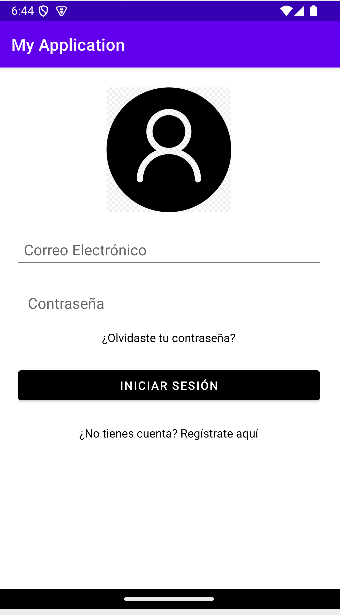 6:44
My Application
Correo Electrónico
Contraseña
¿Olvidaste tu contraseña?
INICIAR SESIÓN
¿No tienes cuenta? Regístrate aquí